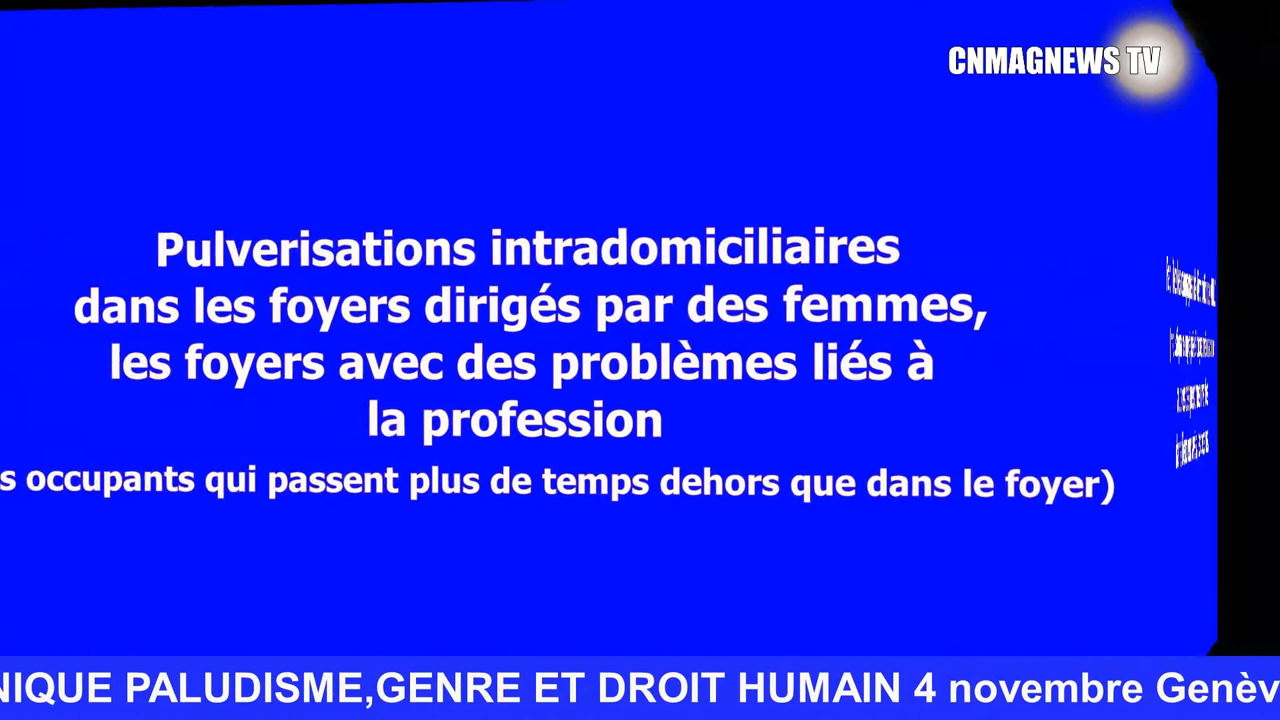 CNMAGNEWS TV
Pulverisations intradomiciliaires
dans les foyers dirigés par des femmes,
les foyers avec des problèmes liés à
la profession
occupants qui passent plus de temps dehors que dans le foyer)
PALUDISME,GENRE ET DROIT HUMAIN 4 novembre